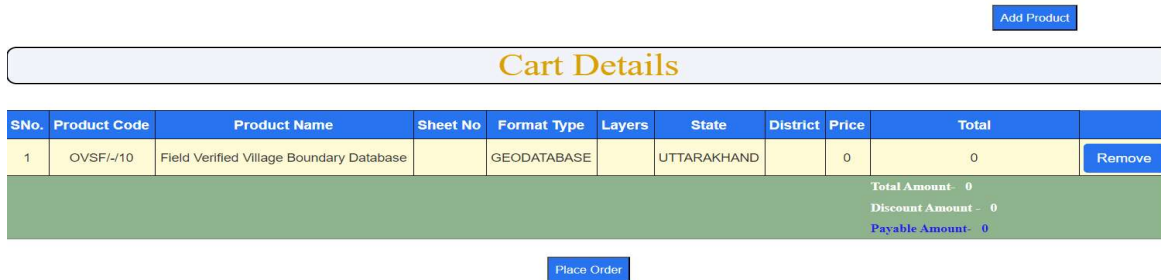 Add Product
Cart Details
SNo. Product Code Product Name Sheet No Format Type Layers State District Price Total
1 OVSF/-/10 Field Verified Village Boundary Database GEODATABASE UTTARAKHAND 0 0 Remove
Total Amount- 0
Discount Amount - 0
Payable Amount- 0
Place Order